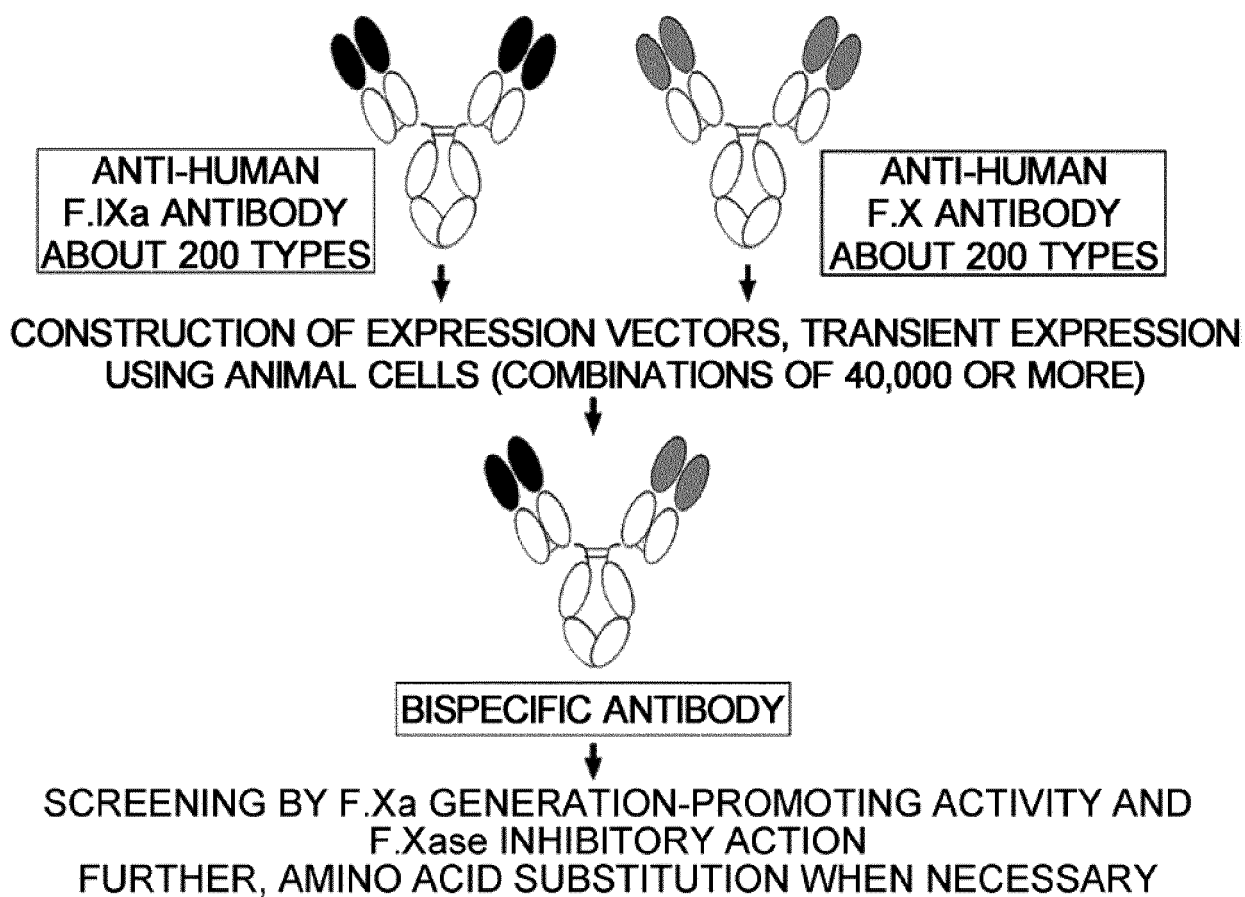 ANTI-HUMAN
F.IXa ANTIBODY
ABOUT 200 TYPES
ANTI-HUMAN
F.X ANTIBODY
ABOUT 200 TYPES
CONSTRUCTION OF EXPRESSION VECTORS, TRANSIENT EXPRESSION
USING ANIMAL CELLS (COMBINATIONS OF 40,000 OR MORE)
BISPECIFIC ANTIBODY
SCREENING BY F.Xa GENERATION-PROMOTING ACTIVITY AND
F.Xase INHIBITORY ACTION
FURTHER, AMINO ACID SUBSTITUTION WHEN NECESSARY